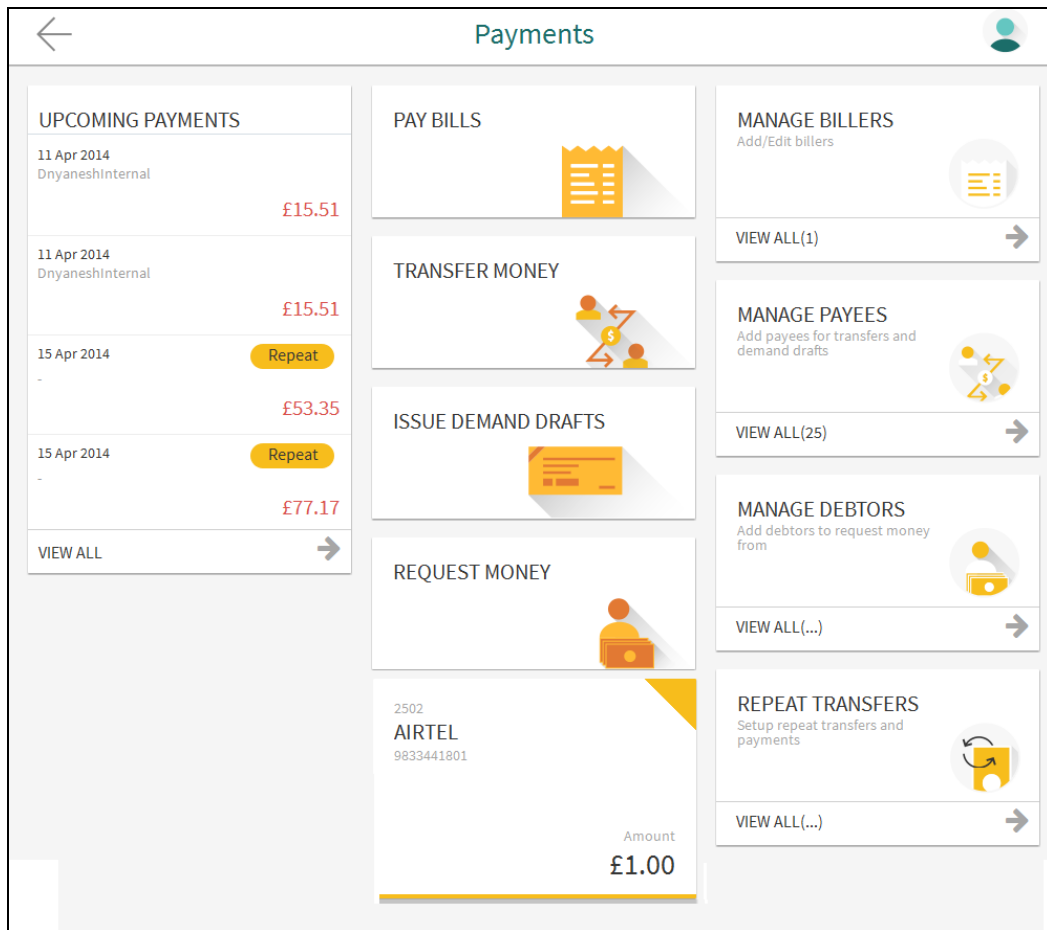 Payments
UPCOMING PAYMENTS
11 Apr 2014
DnyaneshInternal
£15.51
11 Apr 2014
DnyaneshInternal
£15.51
15 Apr 2014
Repeat
-
£53.35
15 Apr 2014
Repeat
-
£77.17
VIEW ALL
PAY BILLS
TRANSFER MONEY
$
ISSUE DEMAND DRAFTS
REQUEST MONEY
2502
AIRTEL
9833441801
Amount
£1.00
MANAGE BILLERS
Add/Edit billers
VIEW ALL(1)
MANAGE PAYEES
Add payees for transfers and
demand drafts
$
VIEW ALL(25)
MANAGE DEBTORS
Add debtors to request money
from
VIEW ALL(...)
REPEAT TRANSFERS
Setup repeat transfers and
payments
VIEW ALL(...)